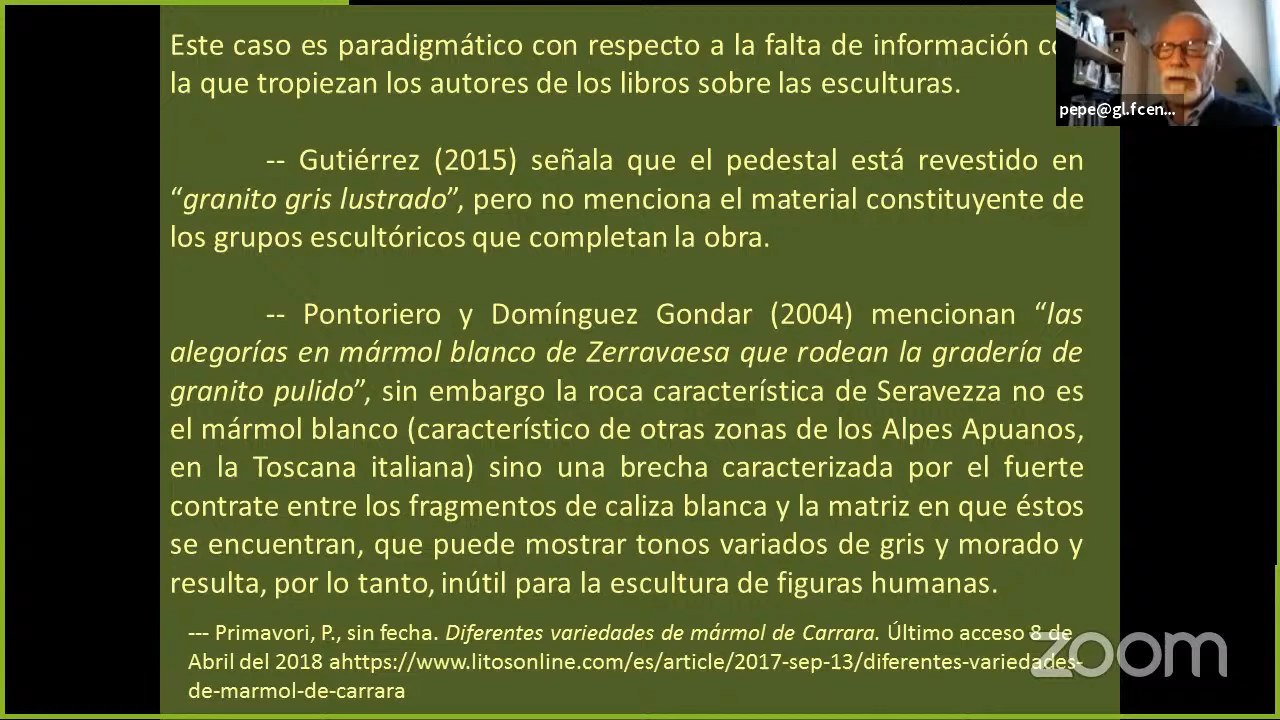 Este caso es paradigmático con respecto a la falta de información
la que tropiezan los autores de los libros sobre las esculturas.
-- Gutiérrez (2015) señala que el pedestal está revestido en
“granito gris lustrado”, pero no menciona el material constituyente de
los grupos escultóricos que completan la obra.
-- Pontoriero y Domínguez Gondar (2004) mencionan “las
alegorías en mármol blanco de Zerravaesa que rodean la gradería de
granito pulido”, sin embargo la roca característica de Seravezza no es
el mármol blanco (característico de otras zonas de los Alpes Apuanos,
en la Toscana italiana) sino una brecha caracterizada por el fuerte
contrate entre los fragmentos de caliza blanca y la matriz en que éstos
se encuentran, que puede mostrar tonos variados de gris y morado y
resulta, por lo tanto, inútil para la escultura de figuras humanas.
--- Primavori, P., sin fecha. Diferentes variedades de mármol de Carrara. Último acceso 8 de
Abril del 2018 ahttps://www.litosonline.com/es/article/2017-sep-13/diferentes-variedades-
de-marmol-de-carrara
pepe@gl.fcen...
zoom